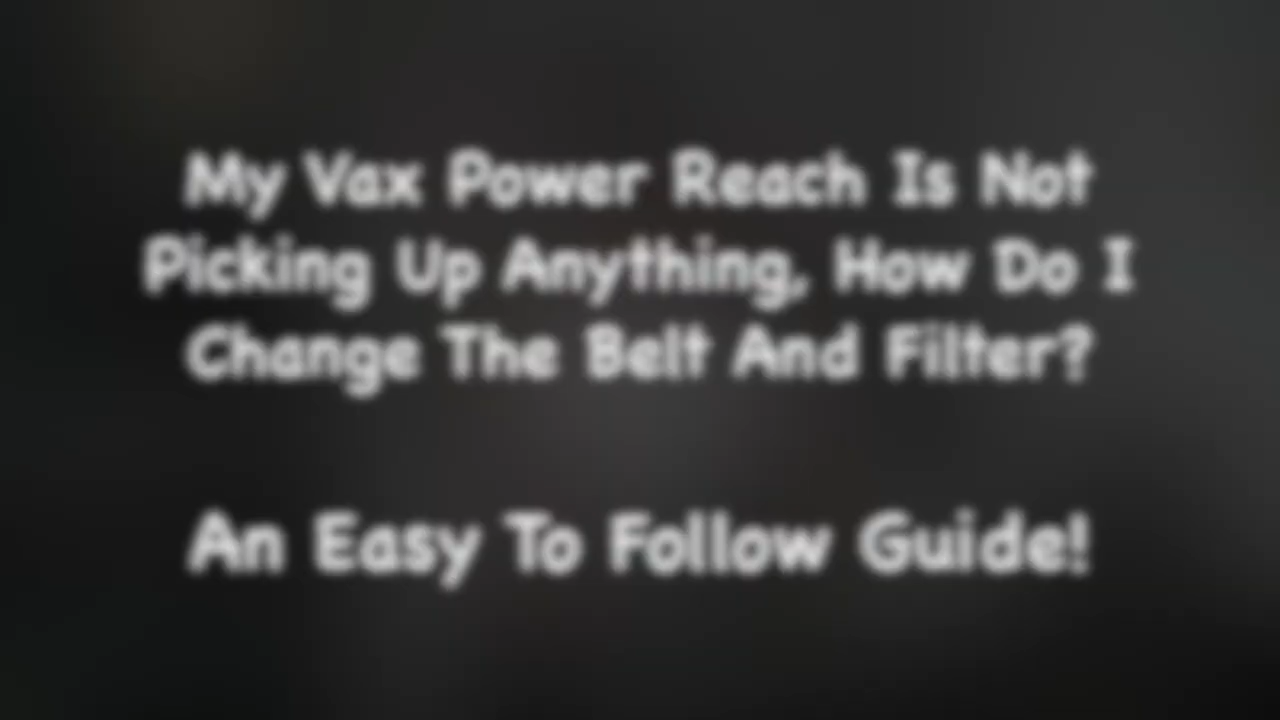 My Vax Power Reach Is Not
Picking Up Anything, How Do I
Change The Belt And Filter?
An Easy To Follow Guide!